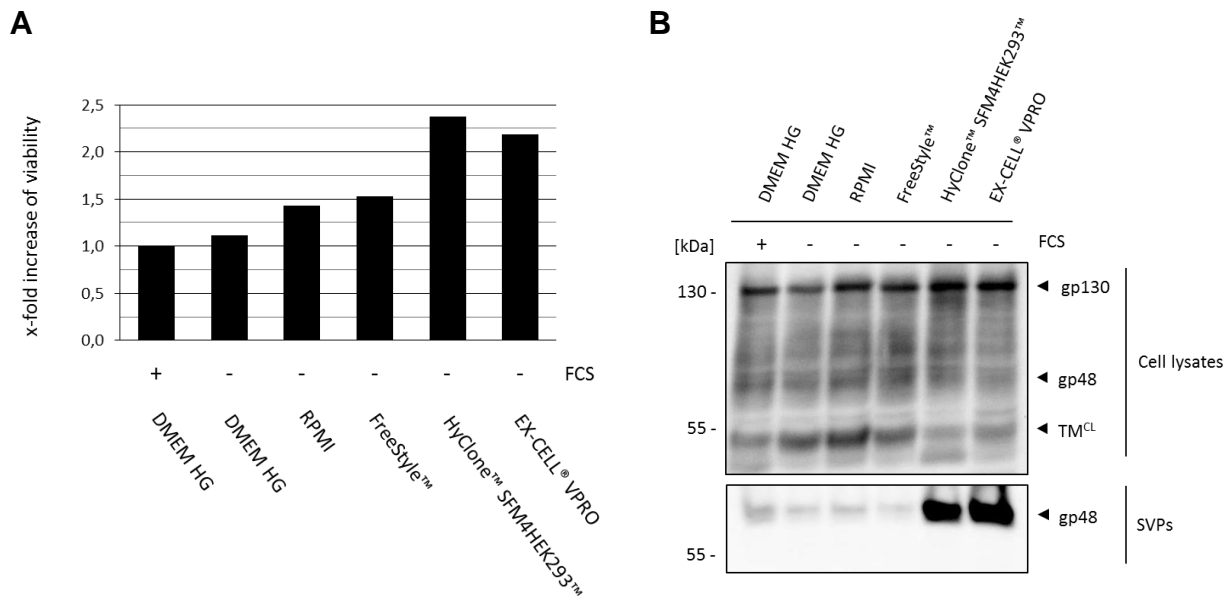 A
x-fold increase of viability
2,5
2,0
1,5
1,0
0,5
0,0
+ - - - - - FCS
DMEM HG
DMEM HG
RPMI
FreeStyle™
HyClone™ SFM4HEK293™
EX-CELL® VPRO
B
DMEM HG
DMEM HG
RPMI
FreeStyle™
HyClone™ SFM4HEK293™
EX-CELL® VPRO
[kDa] + - - - - - FCS
130 - ◄ gp130
◄ gp48
Cell lysates
55 - ◄ TM^CL
◄ gp48
SVPs
55 -